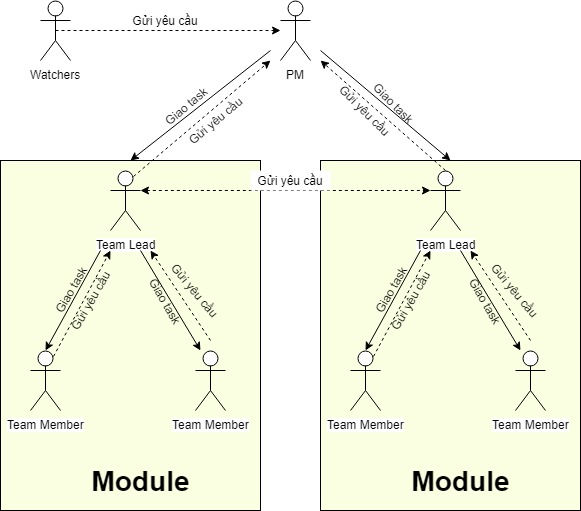 Gửi yêu cầu
Watchers
PM
Giao task
Gửi yêu cầu
Giao task
Gửi yêu cầu
Gửi yêu cầu
Team Lead
Team Lead
Giao task
Gửi yêu cầu
Giao task
Gửi yêu cầu
Giao task
Gửi yêu cầu
Giao task
Gửi yêu cầu
Team Member
Team Member
Team Member
Team Member
Module
Module